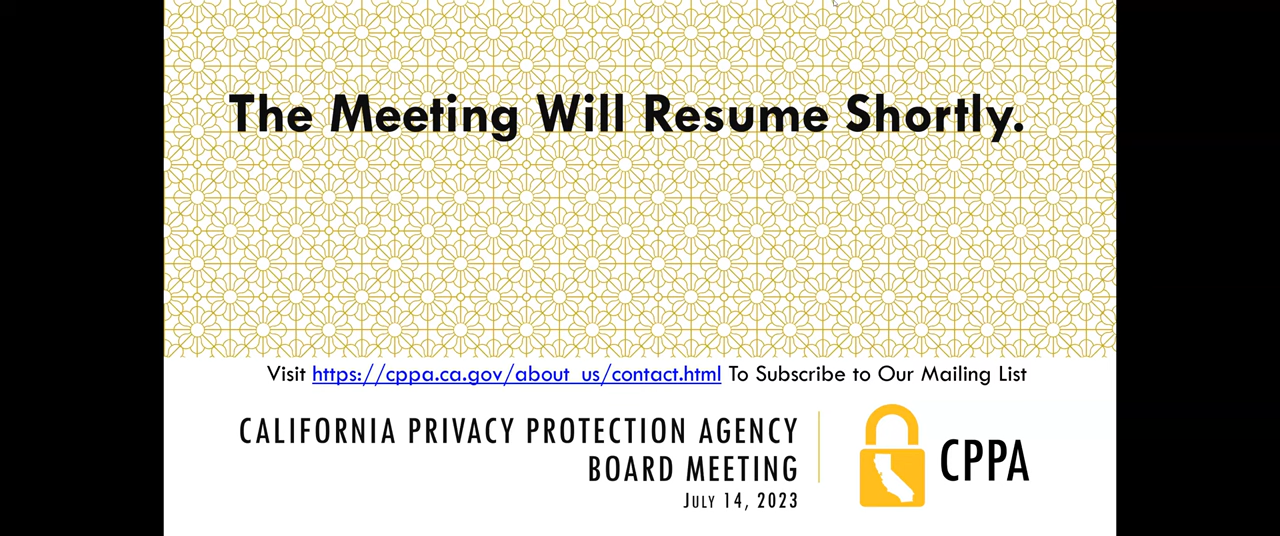 The Meeting Will Resume Shortly.
Visit https://cppa.ca.gov/about_us/contact.html To Subscribe to Our Mailing List
CALIFORNIA PRIVACY PROTECTION AGENCY
BOARD MEETING
JULY 14, 2023
CPPA